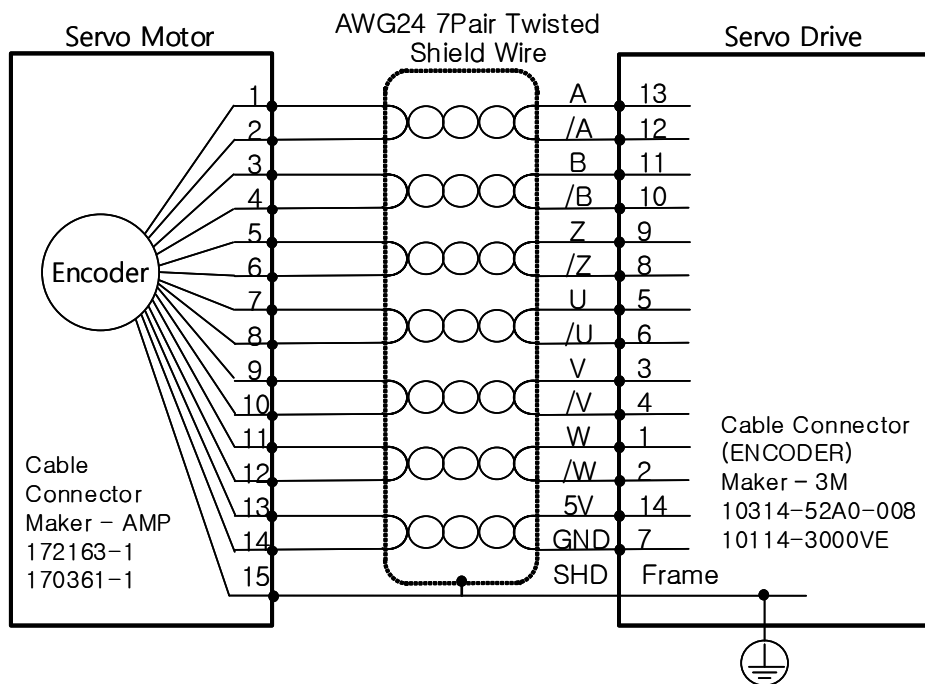 AWG24 7Pair Twisted
Shield Wire
Servo Motor
Servo Drive
1 A 13
2 /A 12
3 B 11
4 /B 10
5 Z 9
Encoder
6 /Z 8
7 U 5
8 /U 6
9 V 3
10 /V 4
11 W 1
12 /W 2
13 5V 14
14 GND 7
15 SHD Frame
Cable
Connector
Maker - AMP
172163-1
170361-1
Cable Connector
(ENCODER)
Maker - 3M
10314-52A0-008
10114-3000VE